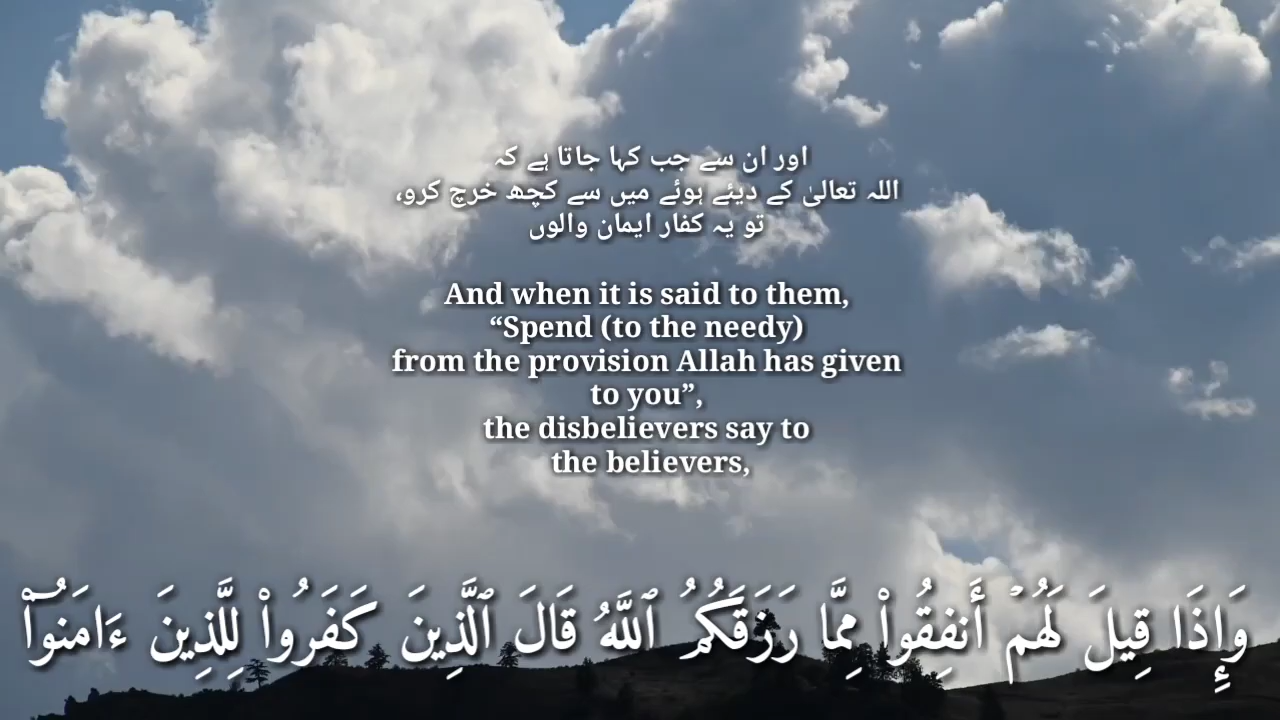 اور ان سے جب کہا جاتا ہے کہ
اللہ تعالیٰ کے دیئے ہوئے میں سے کچھ خرچ کرو،
تو یہ کفار ایمان والوں
And when it is said to them,
“Spend (to the needy)
from the provision Allah has given
to you”,
the disbelievers say to
the believers,
وَإِذَا قِيلَ لَهُمْ أَنفِقُوا۟ مِمَّا رَزَقَكُمُ ٱللَّهُ قَالَ ٱلَّذِينَ كَفَرُوا۟ لِلَّذِينَ ءَامَنُوٓا۟